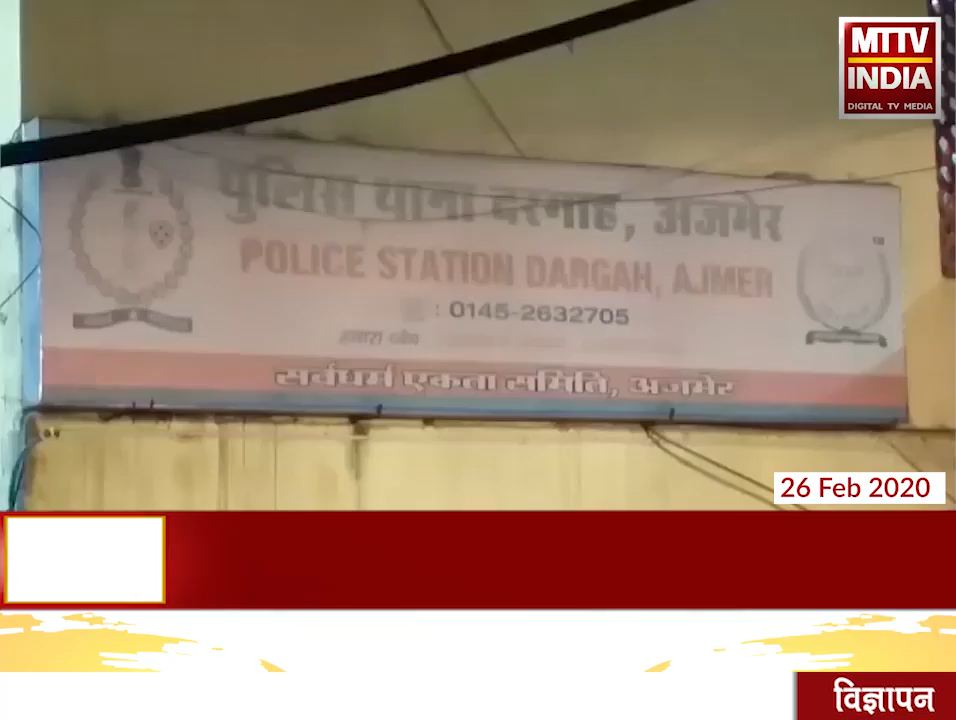 MTTV
INDIA
DIGITAL TV MEDIA
पुलिस थाना दरगाह, अजमेर
POLICE STATION DARGAH, AJMER
: 0145-2632705
हमारा ध्येय
सर्वधर्म एकता समिति, अजमेर
26 Feb 2020
विज्ञापन